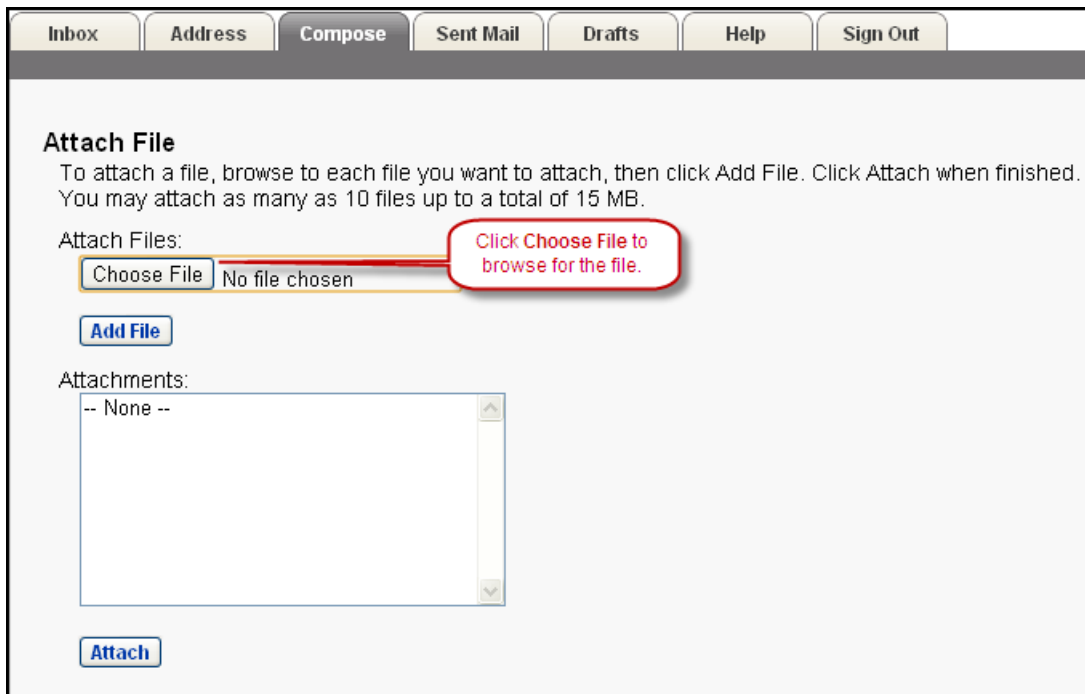 Inbox Address Compose Sent Mail Drafts Help Sign Out
Attach File
To attach a file, browse to each file you want to attach, then click Add File. Click Attach when finished.
You may attach as many as 10 files up to a total of 15 MB.
Attach Files:
Click Choose File to
browse for the file.
Choose File No file chosen
Add File
Attachments:
-- None --
Attach